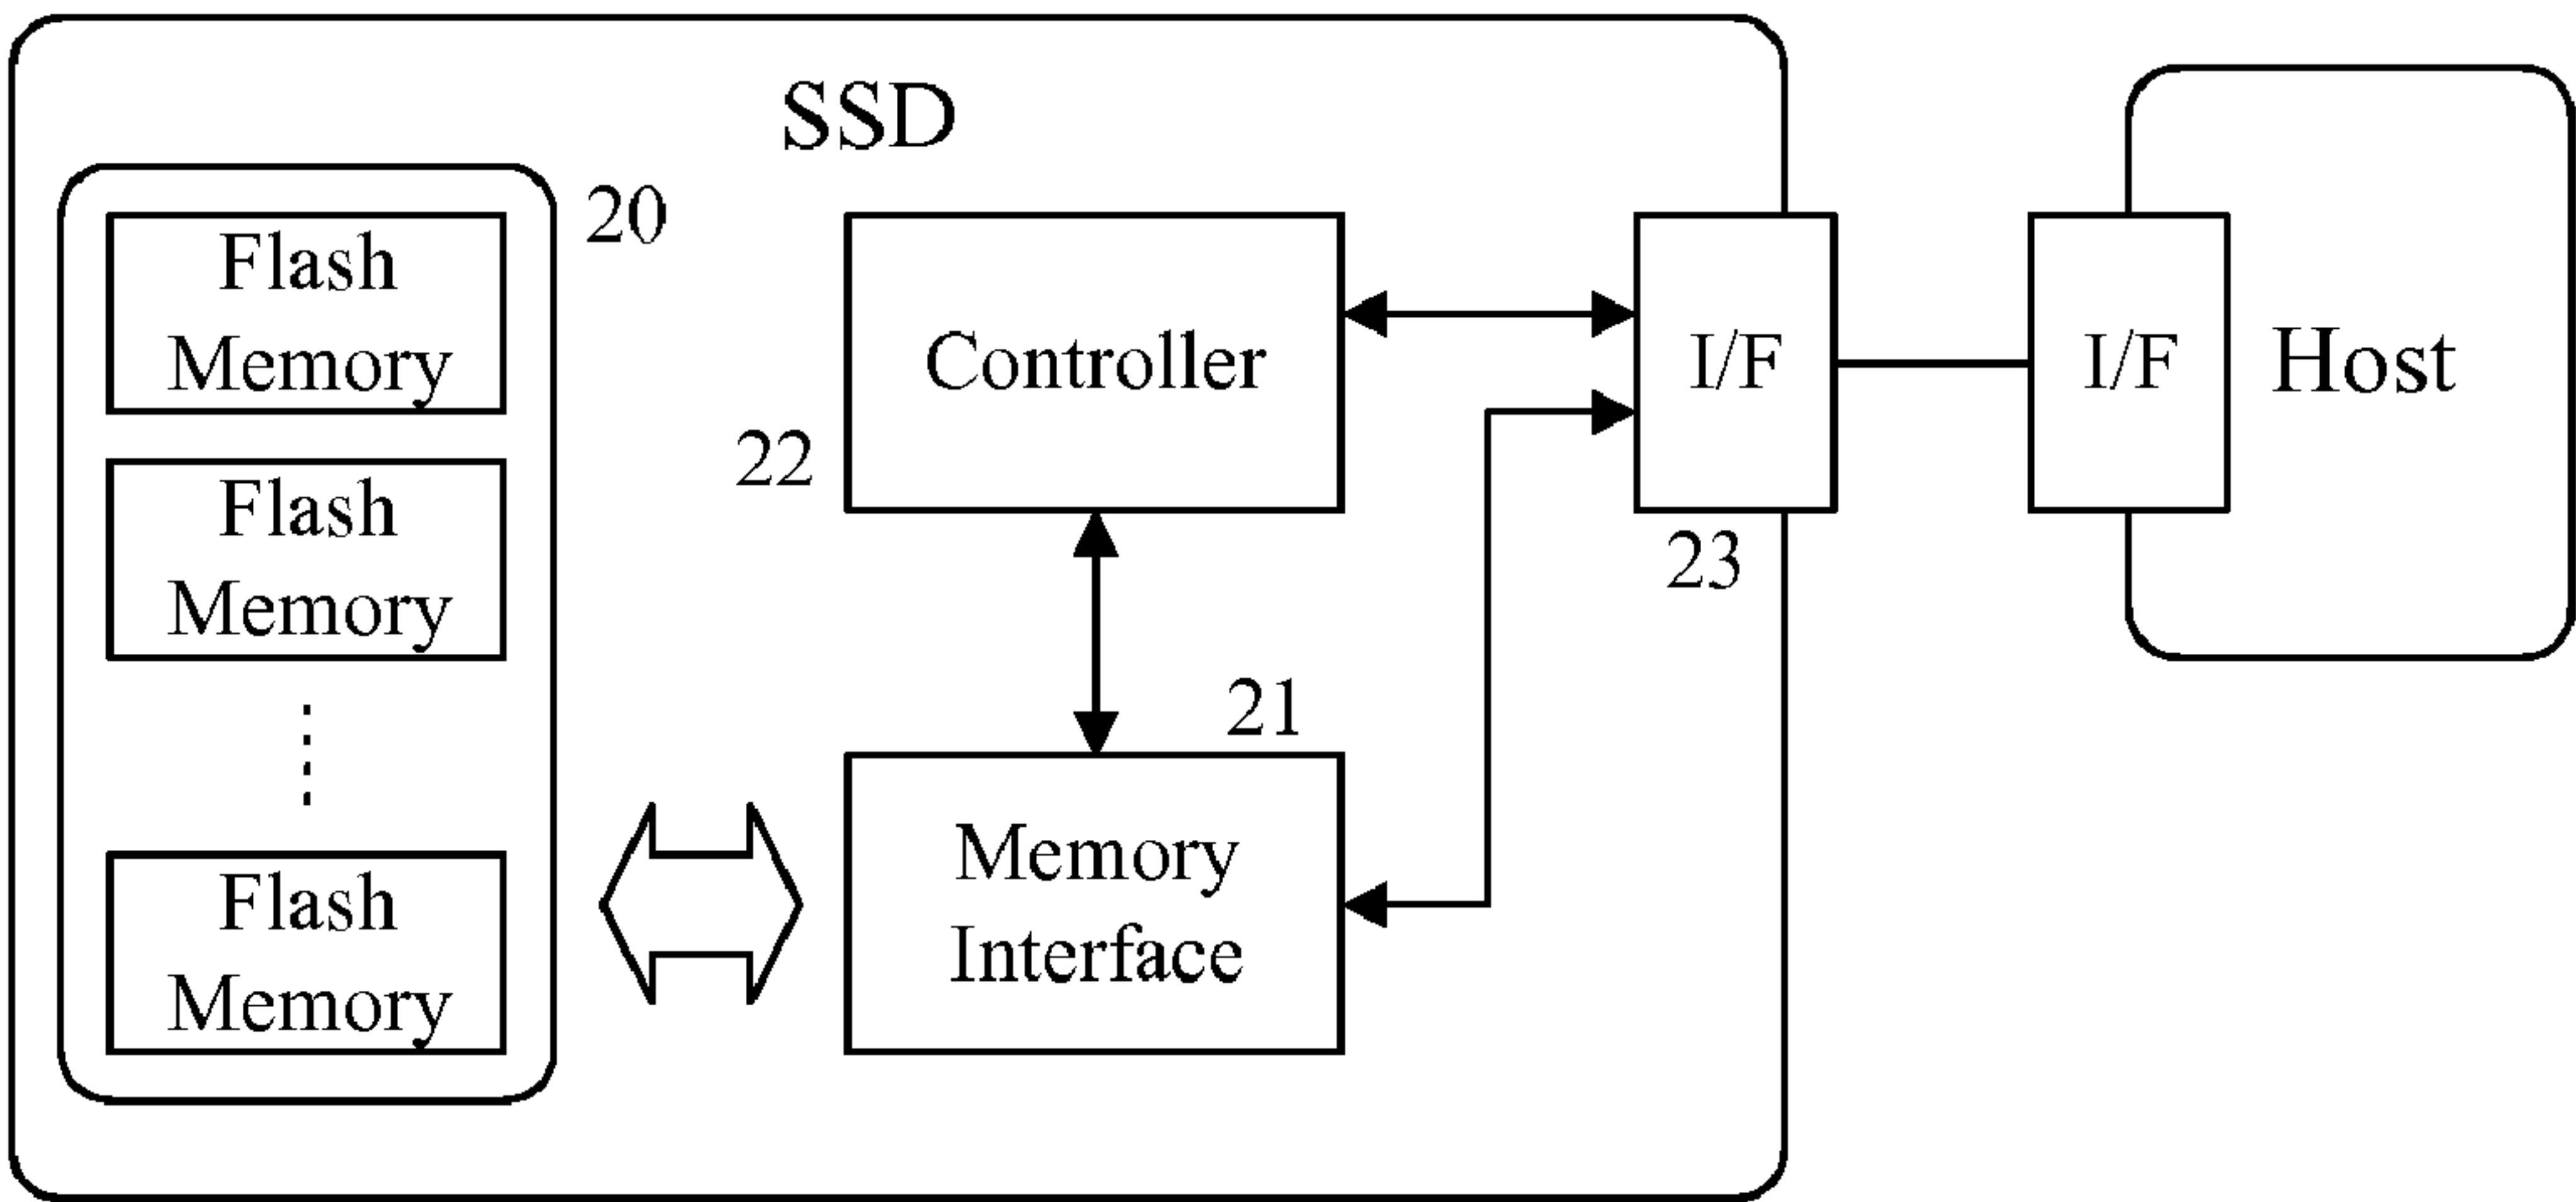 SSD
20
Flash
Memory
Flash
Memory
Flash
Memory
Controller
22
21
Memory
Interface
I/F
23
I/F
Host